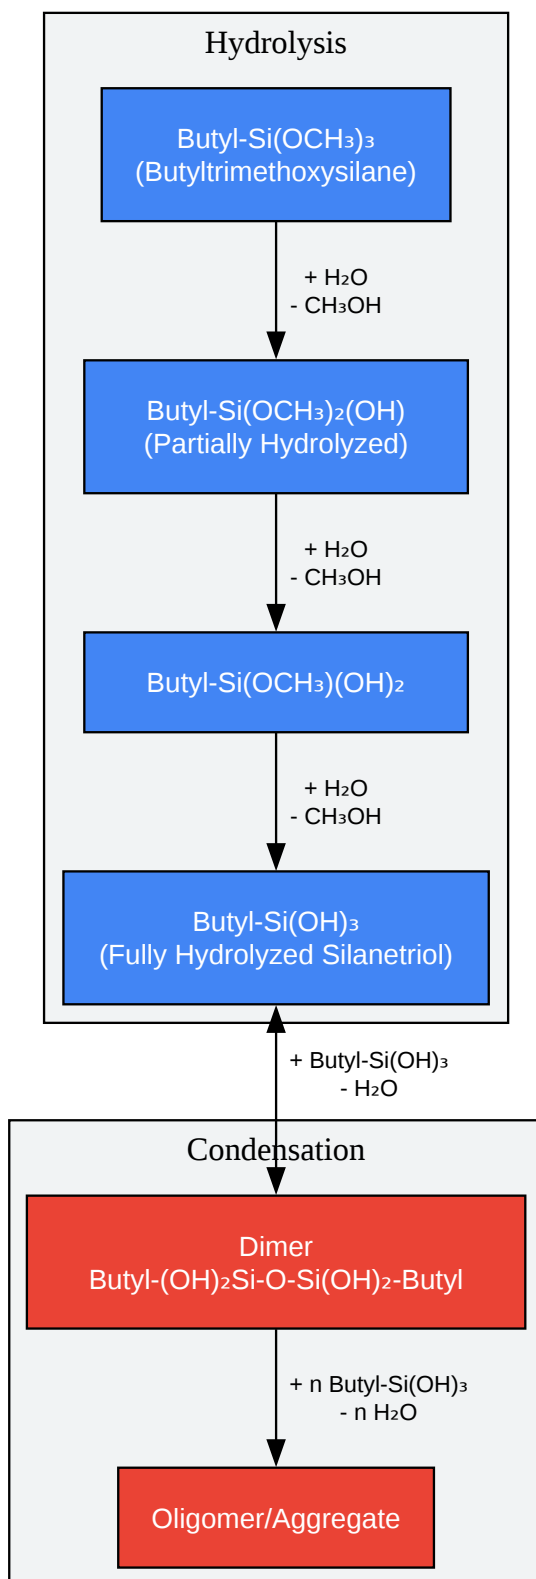 Hydrolysis
Butyl-Si(OCH₃)₃
(Butyltrimethoxysilane)
+ H₂O
- CH₃OH
Butyl-Si(OCH₃)₂(OH)
(Partially Hydrolyzed)
+ H₂O
- CH₃OH
Butyl-Si(OCH₃)(OH)₂
+ H₂O
- CH₃OH
Butyl-Si(OH)₃
(Fully Hydrolyzed Silanetriol)
+ Butyl-Si(OH)₃
- H₂O
Condensation
Dimer
Butyl-(OH)₂Si-O-Si(OH)₂-Butyl
+ n Butyl-Si(OH)₃
- n H₂O
Oligomer/Aggregate